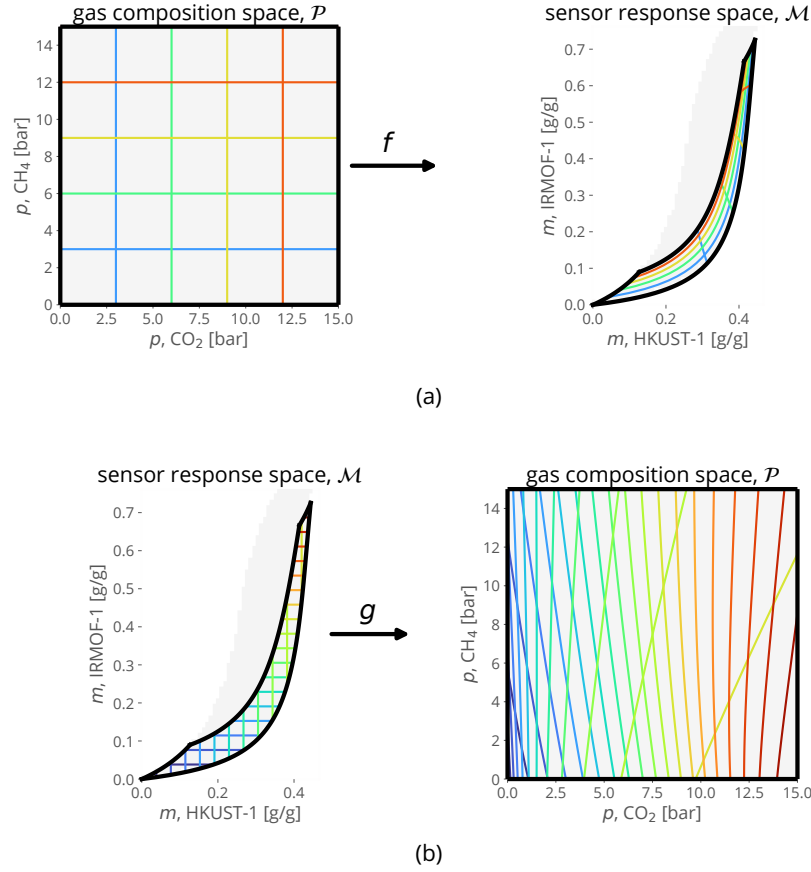 gas composition space, 𝒫
sensor response space, ℳ
14
12
10
8
6
4
2
0
p, CH₄ [bar]
0.0 2.5 5.0 7.5 10.0 12.5 15.0
p, CO₂ [bar]
f
0.7
0.6
0.5
0.4
0.3
0.2
0.1
0.0
m, IRMOF-1 [g/g]
0.2 0.4
m, HKUST-1 [g/g]
(a)
sensor response space, ℳ
gas composition space, 𝒫
0.7
0.6
0.5
0.4
0.3
0.2
0.1
0.0
m, IRMOF-1 [g/g]
0.0 0.2 0.4
m, HKUST-1 [g/g]
g
14
12
10
8
6
4
2
0
p, CH₄ [bar]
0.0 2.5 5.0 7.5 10.0 12.5 15.0
p, CO₂ [bar]
(b)